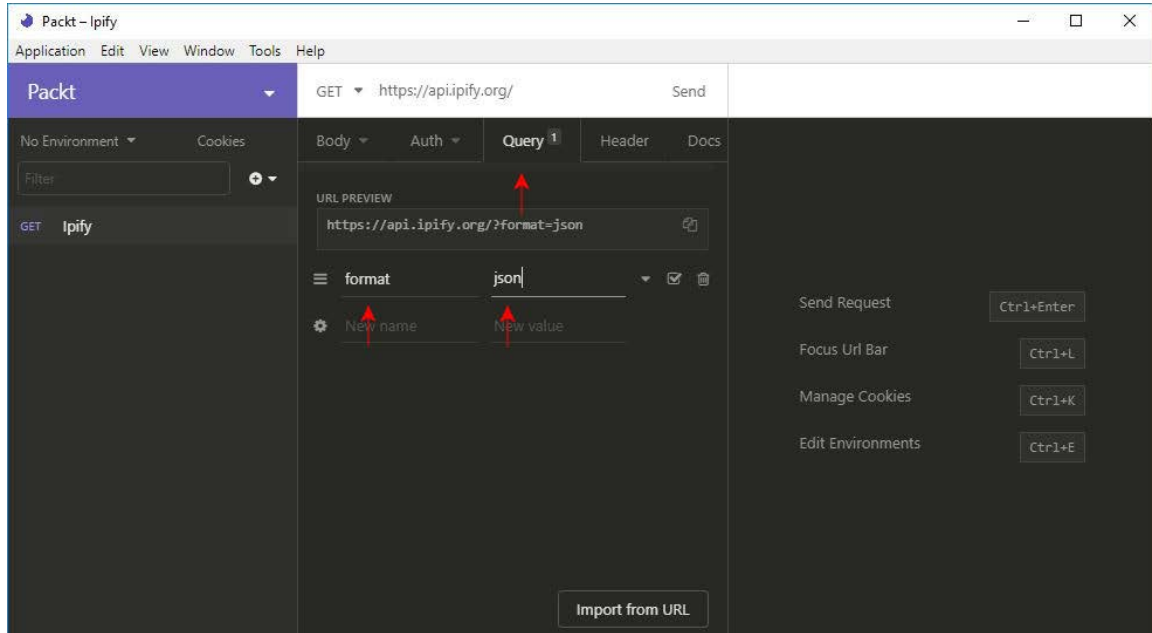 Packt – Ipify
Application Edit View Window Tools Help
Packt
GET https://api.ipify.org/ Send
No Environment Cookies
Body Auth Query 1 Header Docs
Filter
URL PREVIEW
https://api.ipify.org/?format=json
GET Ipify
format json
New name New value
Send Request Ctrl+Enter
Focus Url Bar Ctrl+L
Manage Cookies Ctrl+K
Edit Environments Ctrl+E
Import from URL